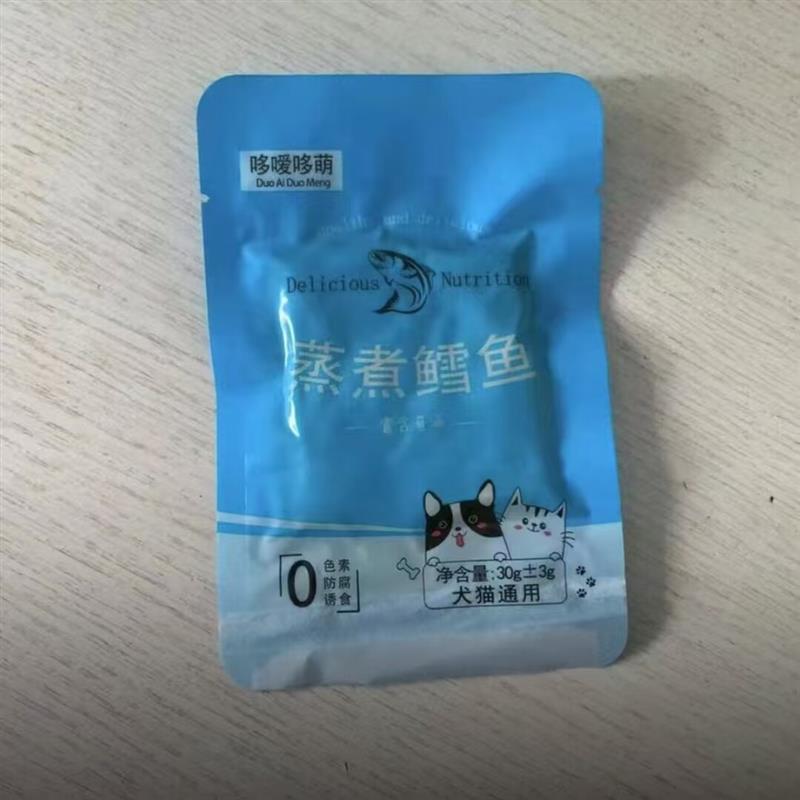 哆嗳哆萌
Duo Ai Duo Meng
Delicious Nutrition
蒸煮鳕鱼
0
色素
防腐
诱食
净含量:30g±3g
犬猫通用